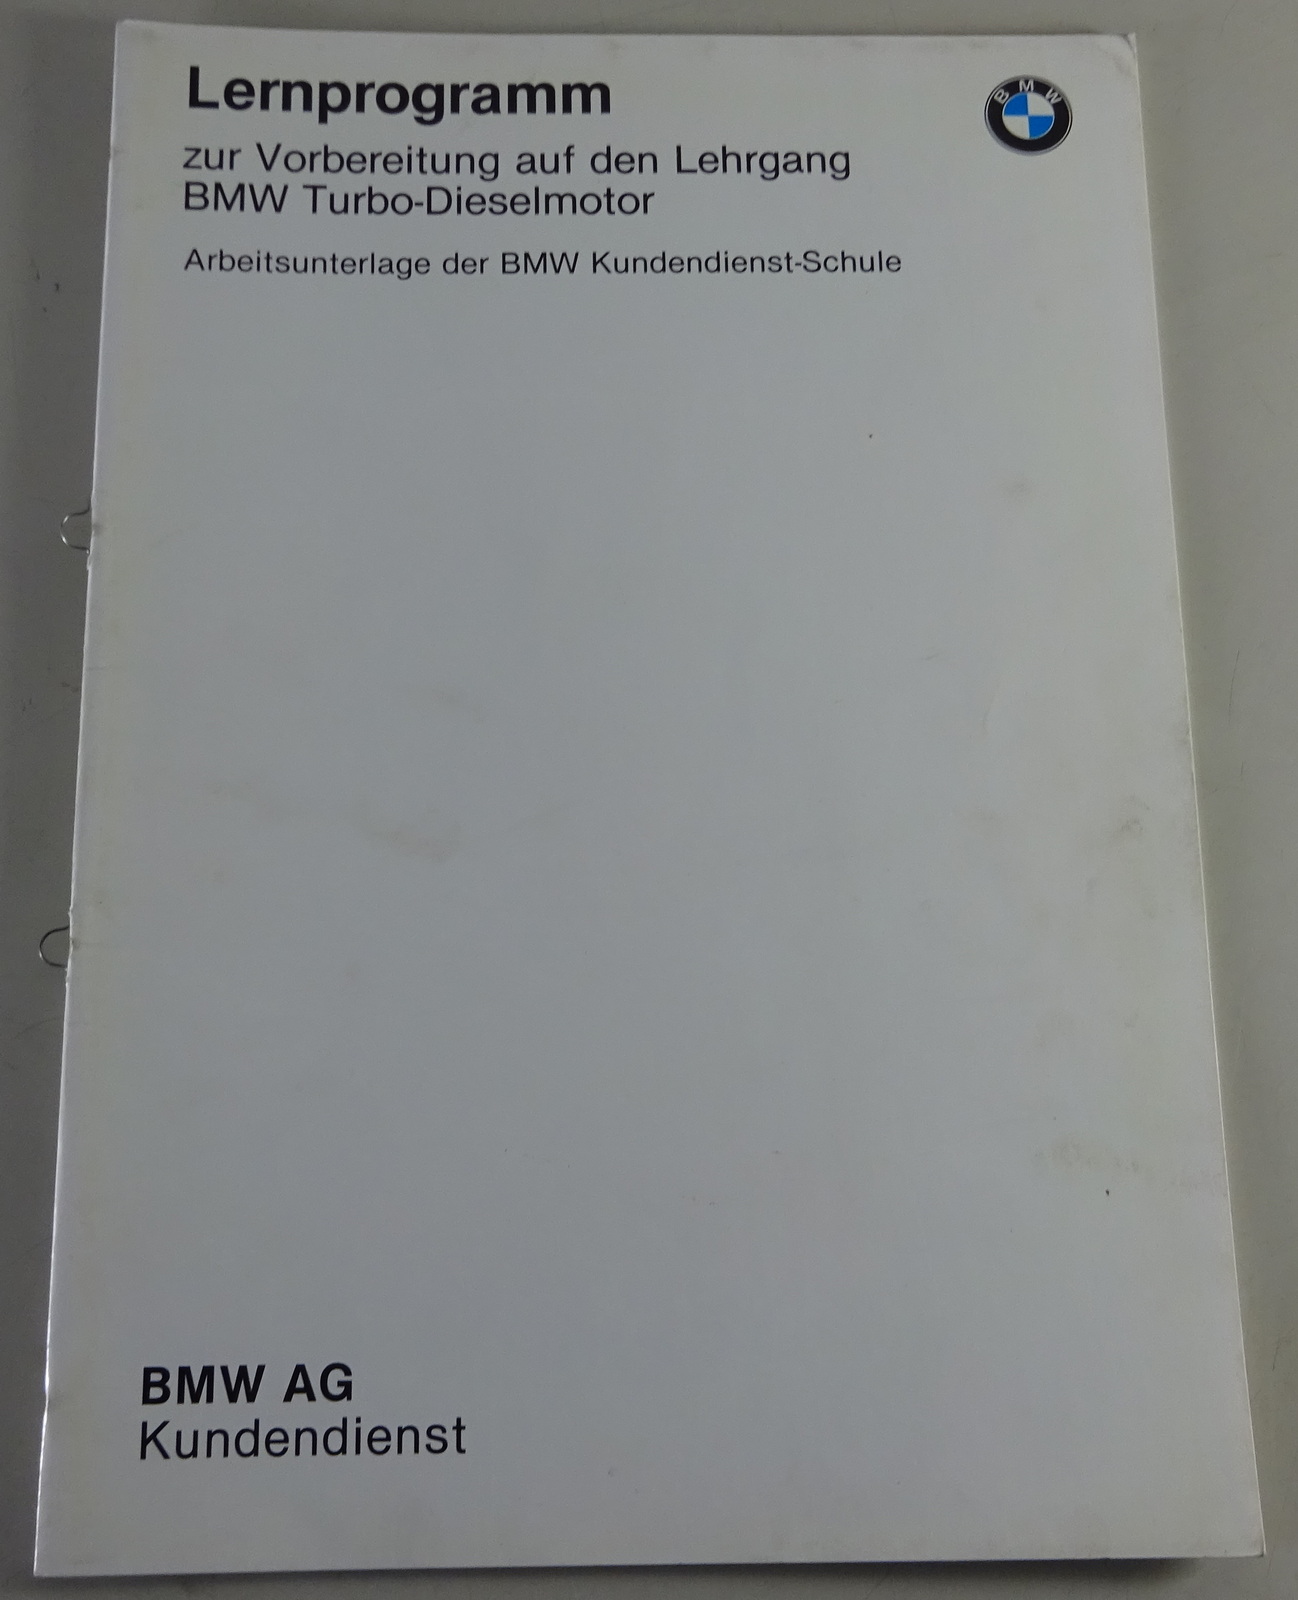 Lernprogramm
BMW
zur Vorbereitung auf den Lehrgang
BMW Turbo-Dieselmotor
Arbeitsunterlage der BMW Kundendienst-Schule
BMW AG
Kundendienst